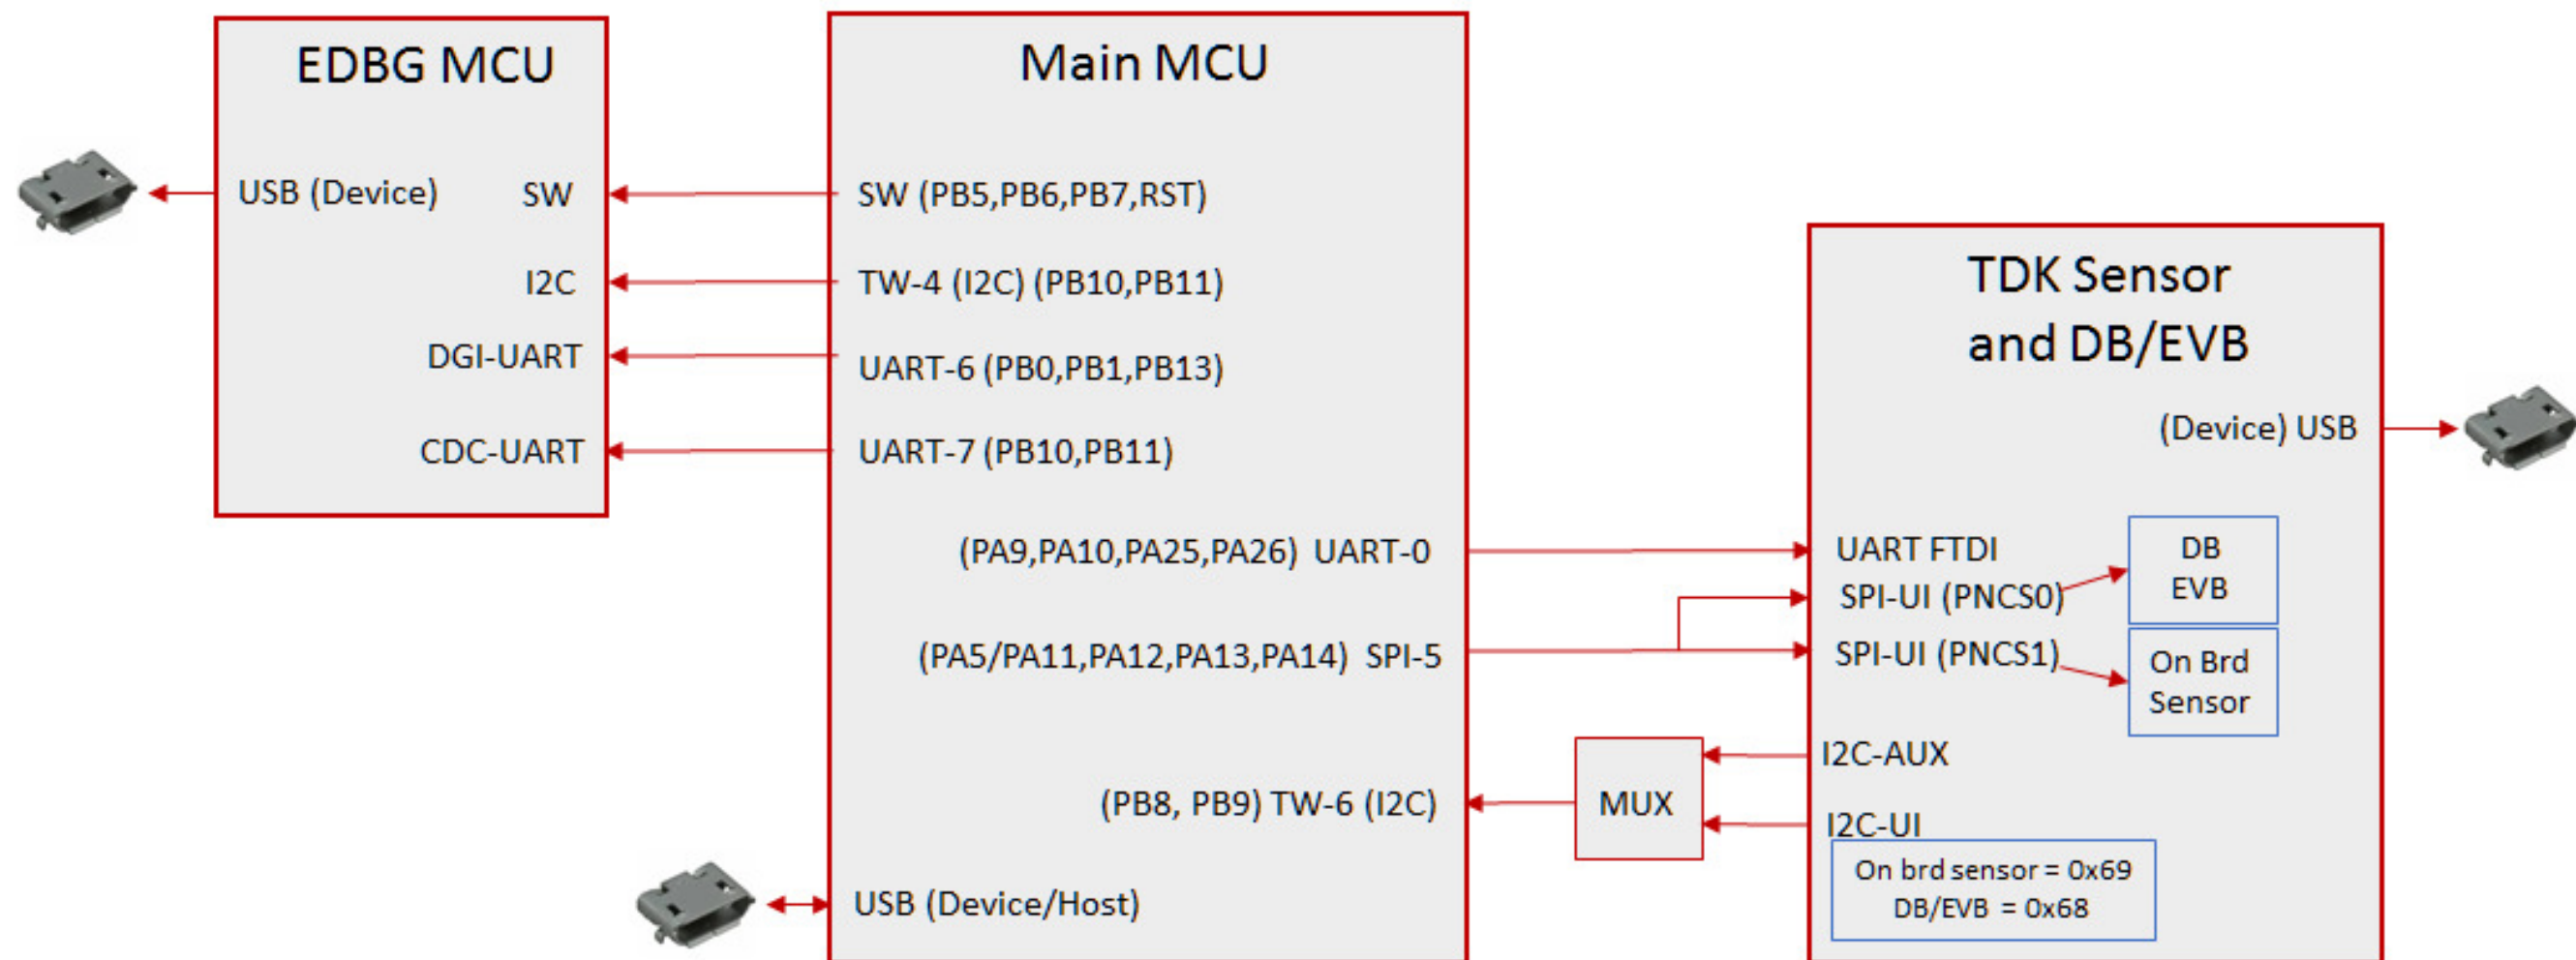 EDBG MCU
USB (Device)
SW
I2C
DGI-UART
CDC-UART
Main MCU
SW (PB5,PB6,PB7,RST)
TW-4 (I2C) (PB10,PB11)
UART-6 (PB0,PB1,PB13)
UART-7 (PB10,PB11)
(PA9,PA10,PA25,PA26) UART-0
(PA5/PA11,PA12,PA13,PA14) SPI-5
(PB8, PB9) TW-6 (I2C)
USB (Device/Host)
MUX
TDK Sensor
and DB/EVB
(Device) USB
UART FTDI
SPI-UI (PNCS0)
SPI-UI (PNCS1)
DB
EVB
On Brd
Sensor
I2C-AUX
I2C-UI
On brd sensor = 0x69
DB/EVB = 0x68